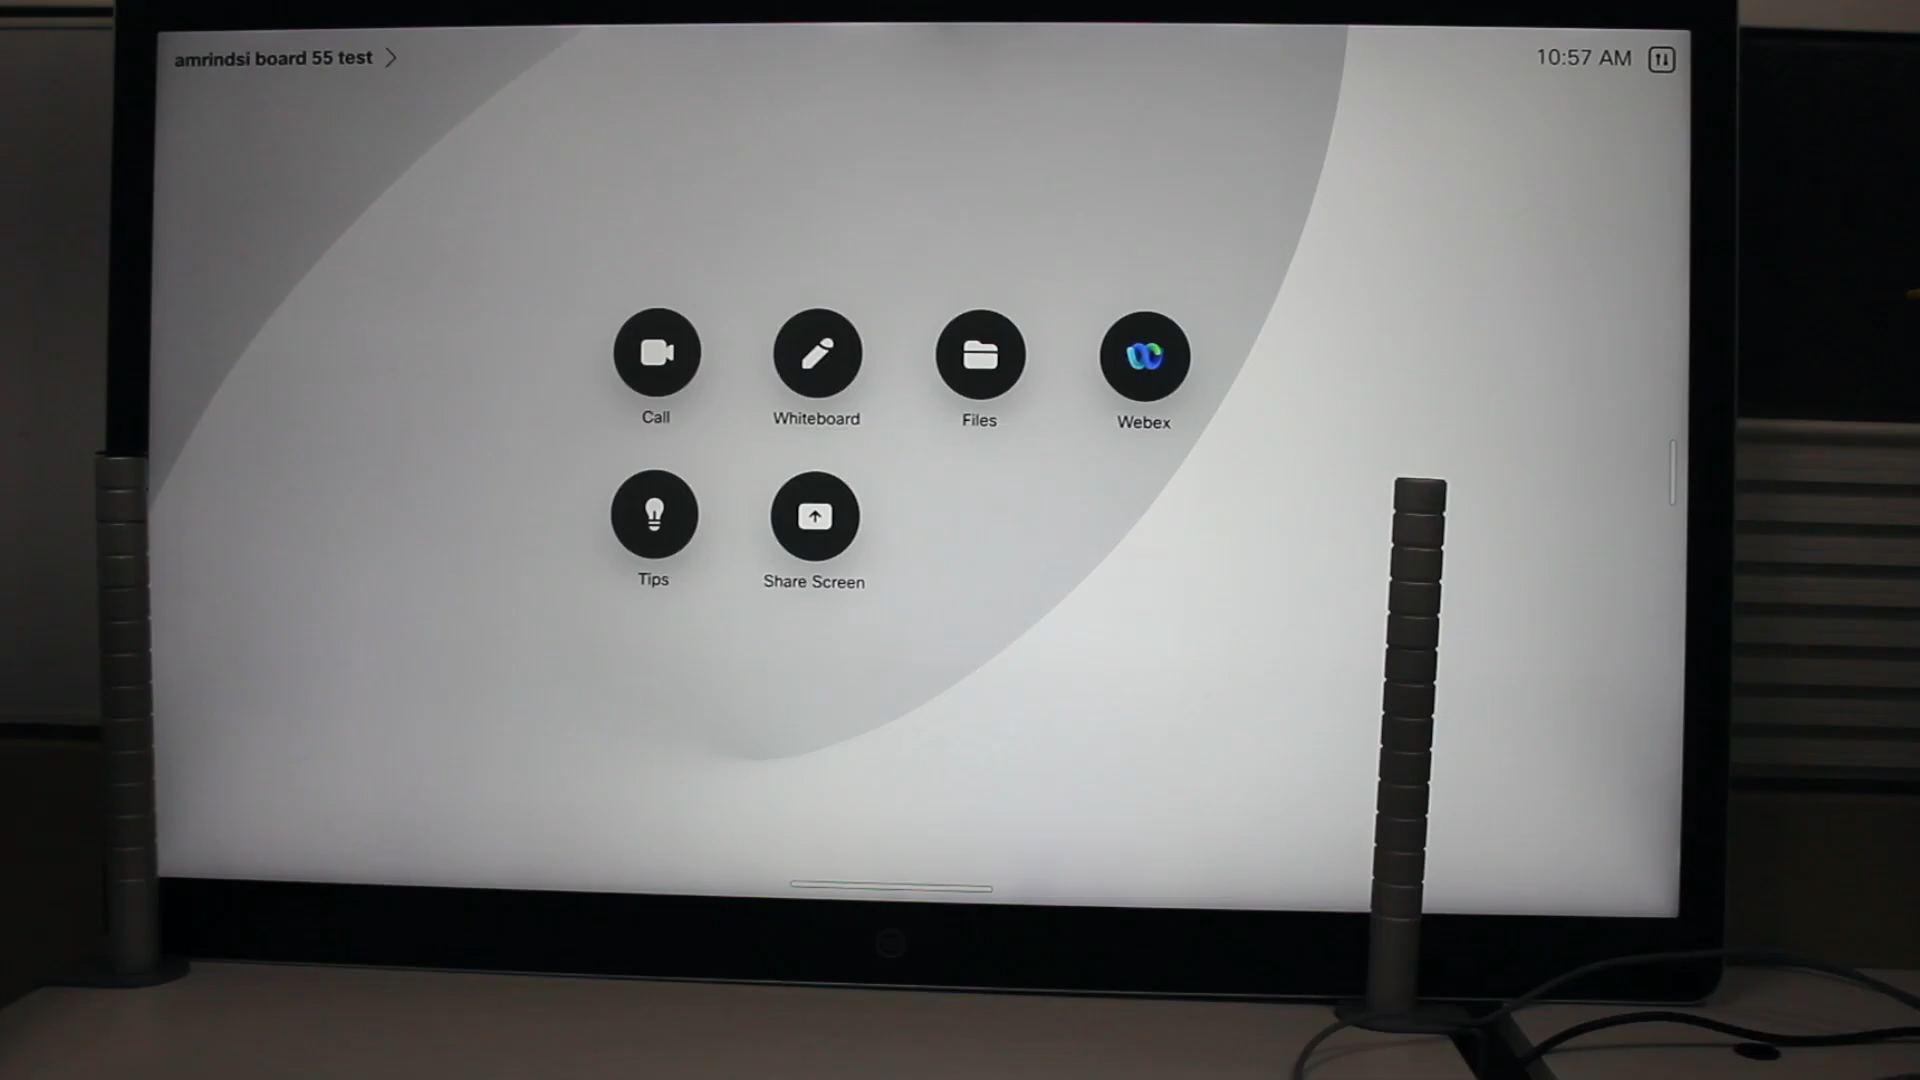 amrindsi board 55 test
10:57 AM
Call
Whiteboard
Files
Webex
Tips
Share Screen